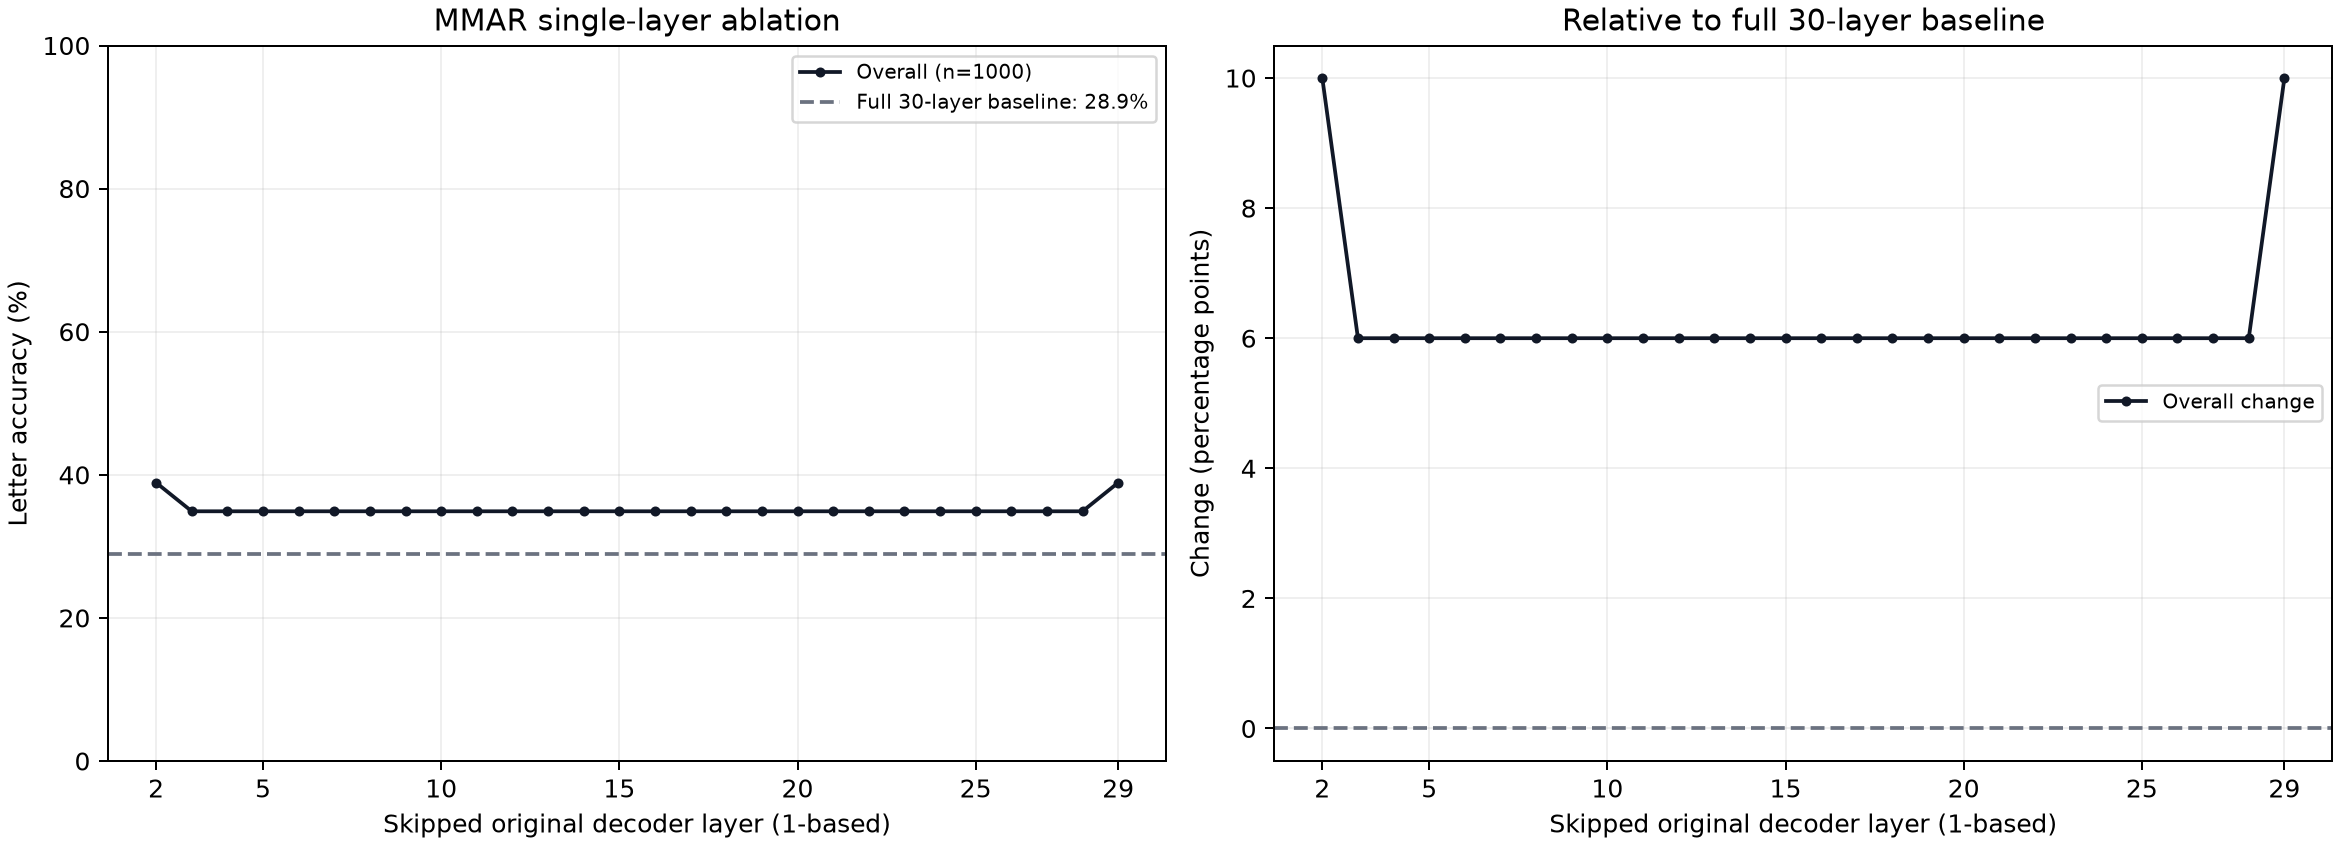 MMAR single-layer ablation
Letter accuracy (%)
100
80
60
40
20
0
Overall (n=1000)
Full 30-layer baseline: 28.9%
2 5 10 15 20 25 29
Skipped original decoder layer (1-based)
Relative to full 30-layer baseline
Change (percentage points)
10
8
6
4
2
0
Overall change
2 5 10 15 20 25 29
Skipped original decoder layer (1-based)